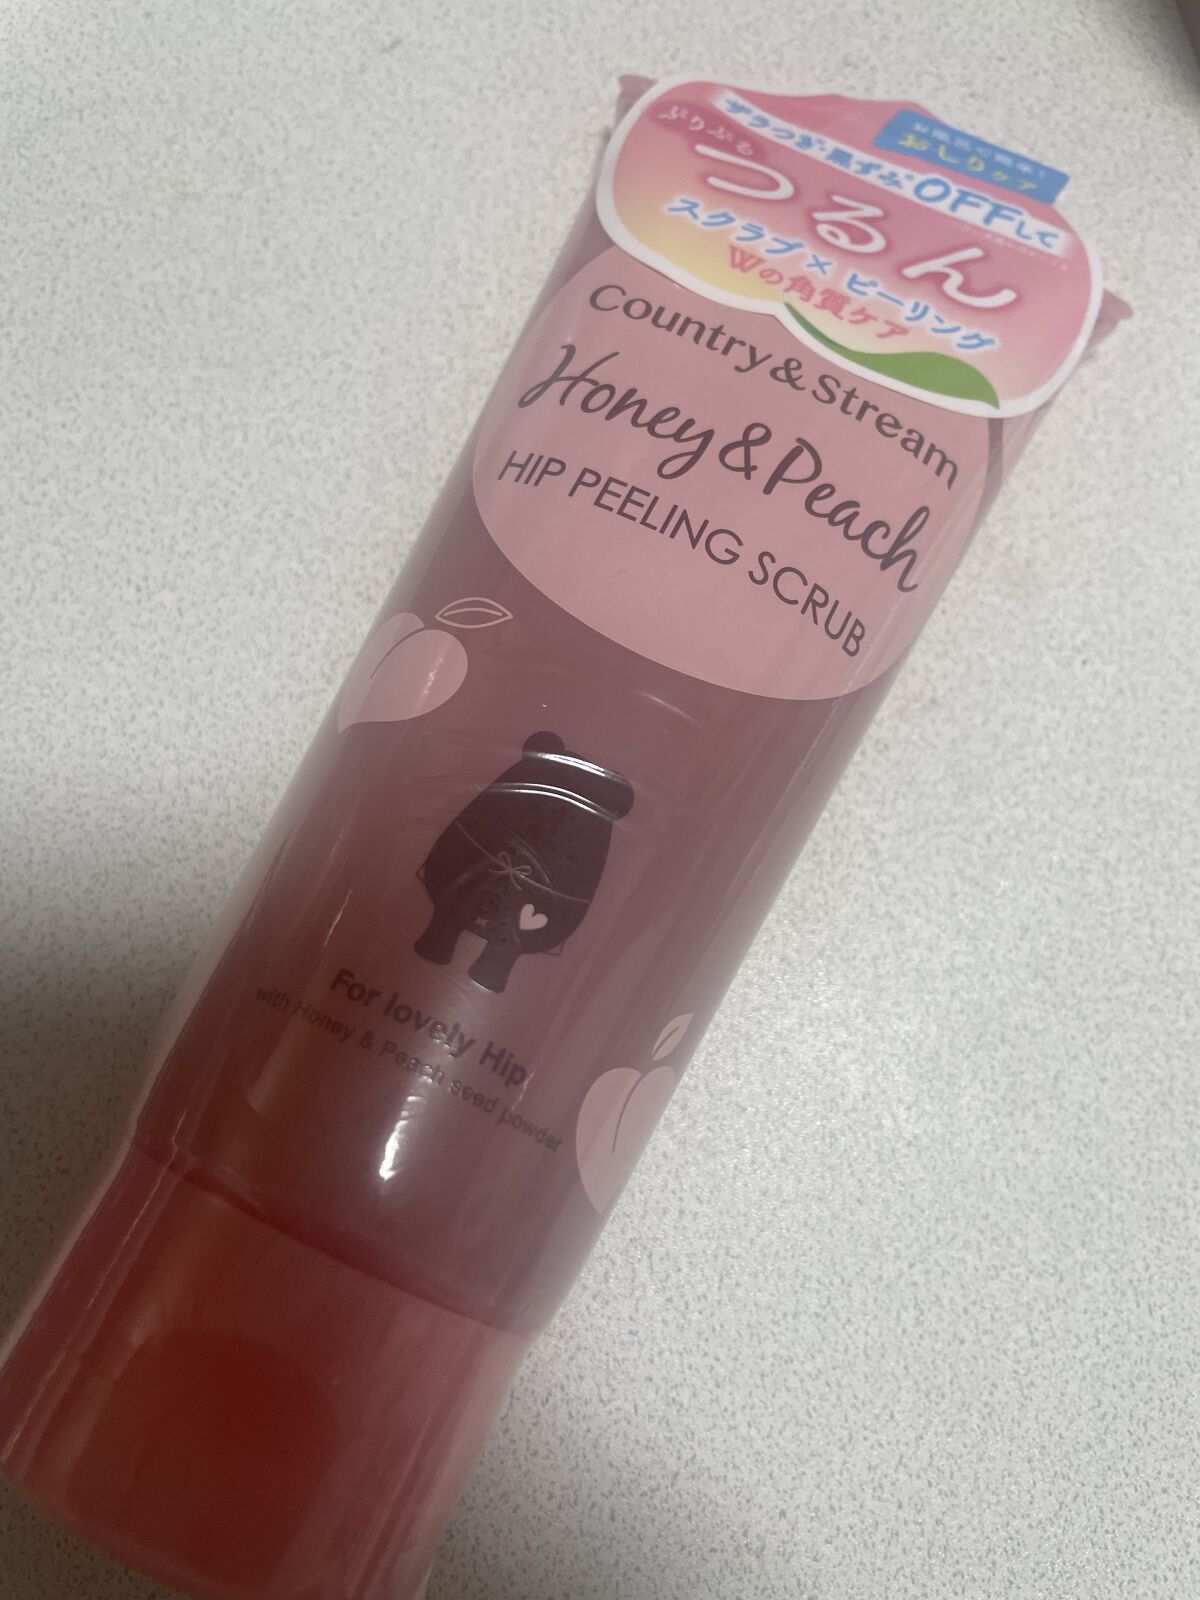 お風呂で簡単!
おしりケア
ザラつき・黒ずみOFFして
ぷりぷる
つるん
スクラブ×ピーリング
Wの角質ケア
Country & Stream
Honey & Peach
HIP PEELING SCRUB
For lovely Hip
with Honey & Peach seed powder